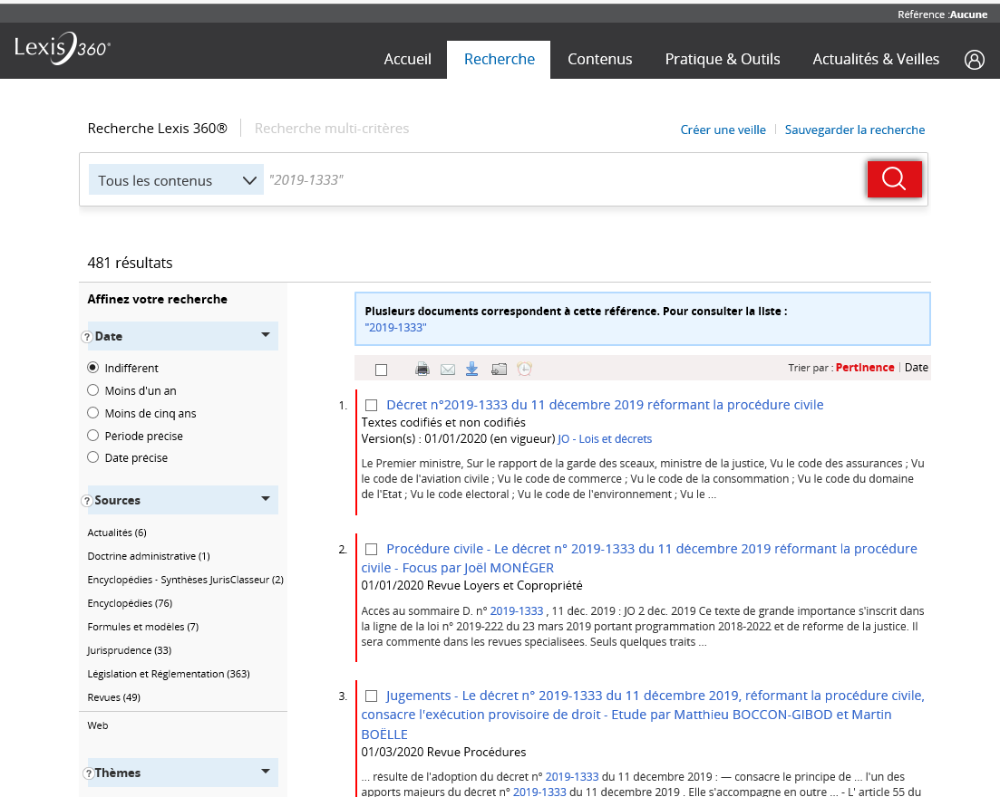 Référence :Aucune
Lexis 360®
Accueil Recherche Contenus Pratique & Outils Actualités & Veilles
Recherche Lexis 360® Recherche multi-critères Créer une veille Sauvegarder la recherche
Tous les contenus "2019-1333"
481 résultats
Affinez votre recherche
? Date
Indifférent
Moins d'un an
Moins de cinq ans
Période précise
Date précise
? Sources
Actualités (6)
Doctrine administrative (1)
Encyclopédies - Synthèses JurisClasseur (2)
Encyclopédies (76)
Formules et modèles (7)
Jurisprudence (33)
Législation et Réglementation (363)
Revues (49)
Web
? Thèmes
Plusieurs documents correspondent à cette référence. Pour consulter la liste :
"2019-1333"
Trier par : Pertinence Date
1. Décret n°2019-1333 du 11 décembre 2019 réformant la procédure civile
Textes codifiés et non codifiés
Version(s) : 01/01/2020 (en vigueur) JO - Lois et décrets
Le Premier ministre, Sur le rapport de la garde des sceaux, ministre de la justice, Vu le code des assurances ; Vu
le code de l'aviation civile ; Vu le code de commerce ; Vu le code de la consommation ; Vu le code du domaine
de l'Etat ; Vu le code électoral ; Vu le code de l'environnement ; Vu le ...
2. Procédure civile - Le décret n° 2019-1333 du 11 décembre 2019 réformant la procédure
civile - Focus par Joël MONÉGER
01/01/2020 Revue Loyers et Copropriété
Accès au sommaire D. n° 2019-1333 , 11 déc. 2019 : JO 2 déc. 2019 Ce texte de grande importance s'inscrit dans
la ligne de la loi n° 2019-222 du 23 mars 2019 portant programmation 2018-2022 et de réforme de la justice. Il
sera commenté dans les revues spécialisées. Seuls quelques traits ...
3. Jugements - Le décret n° 2019-1333 du 11 décembre 2019, réformant la procédure civile,
consacre l'exécution provisoire de droit - Etude par Matthieu BOCCON-GIBOD et Martin
BOËLLE
01/03/2020 Revue Procédures
... résulte de l'adoption du décret n° 2019-1333 du 11 décembre 2019 : — consacre le principe de ... l'un des
apports majeurs du décret n° 2019-1333 du 11 décembre 2019 . Elle s'accompagne en outre ... - L' article 55 du